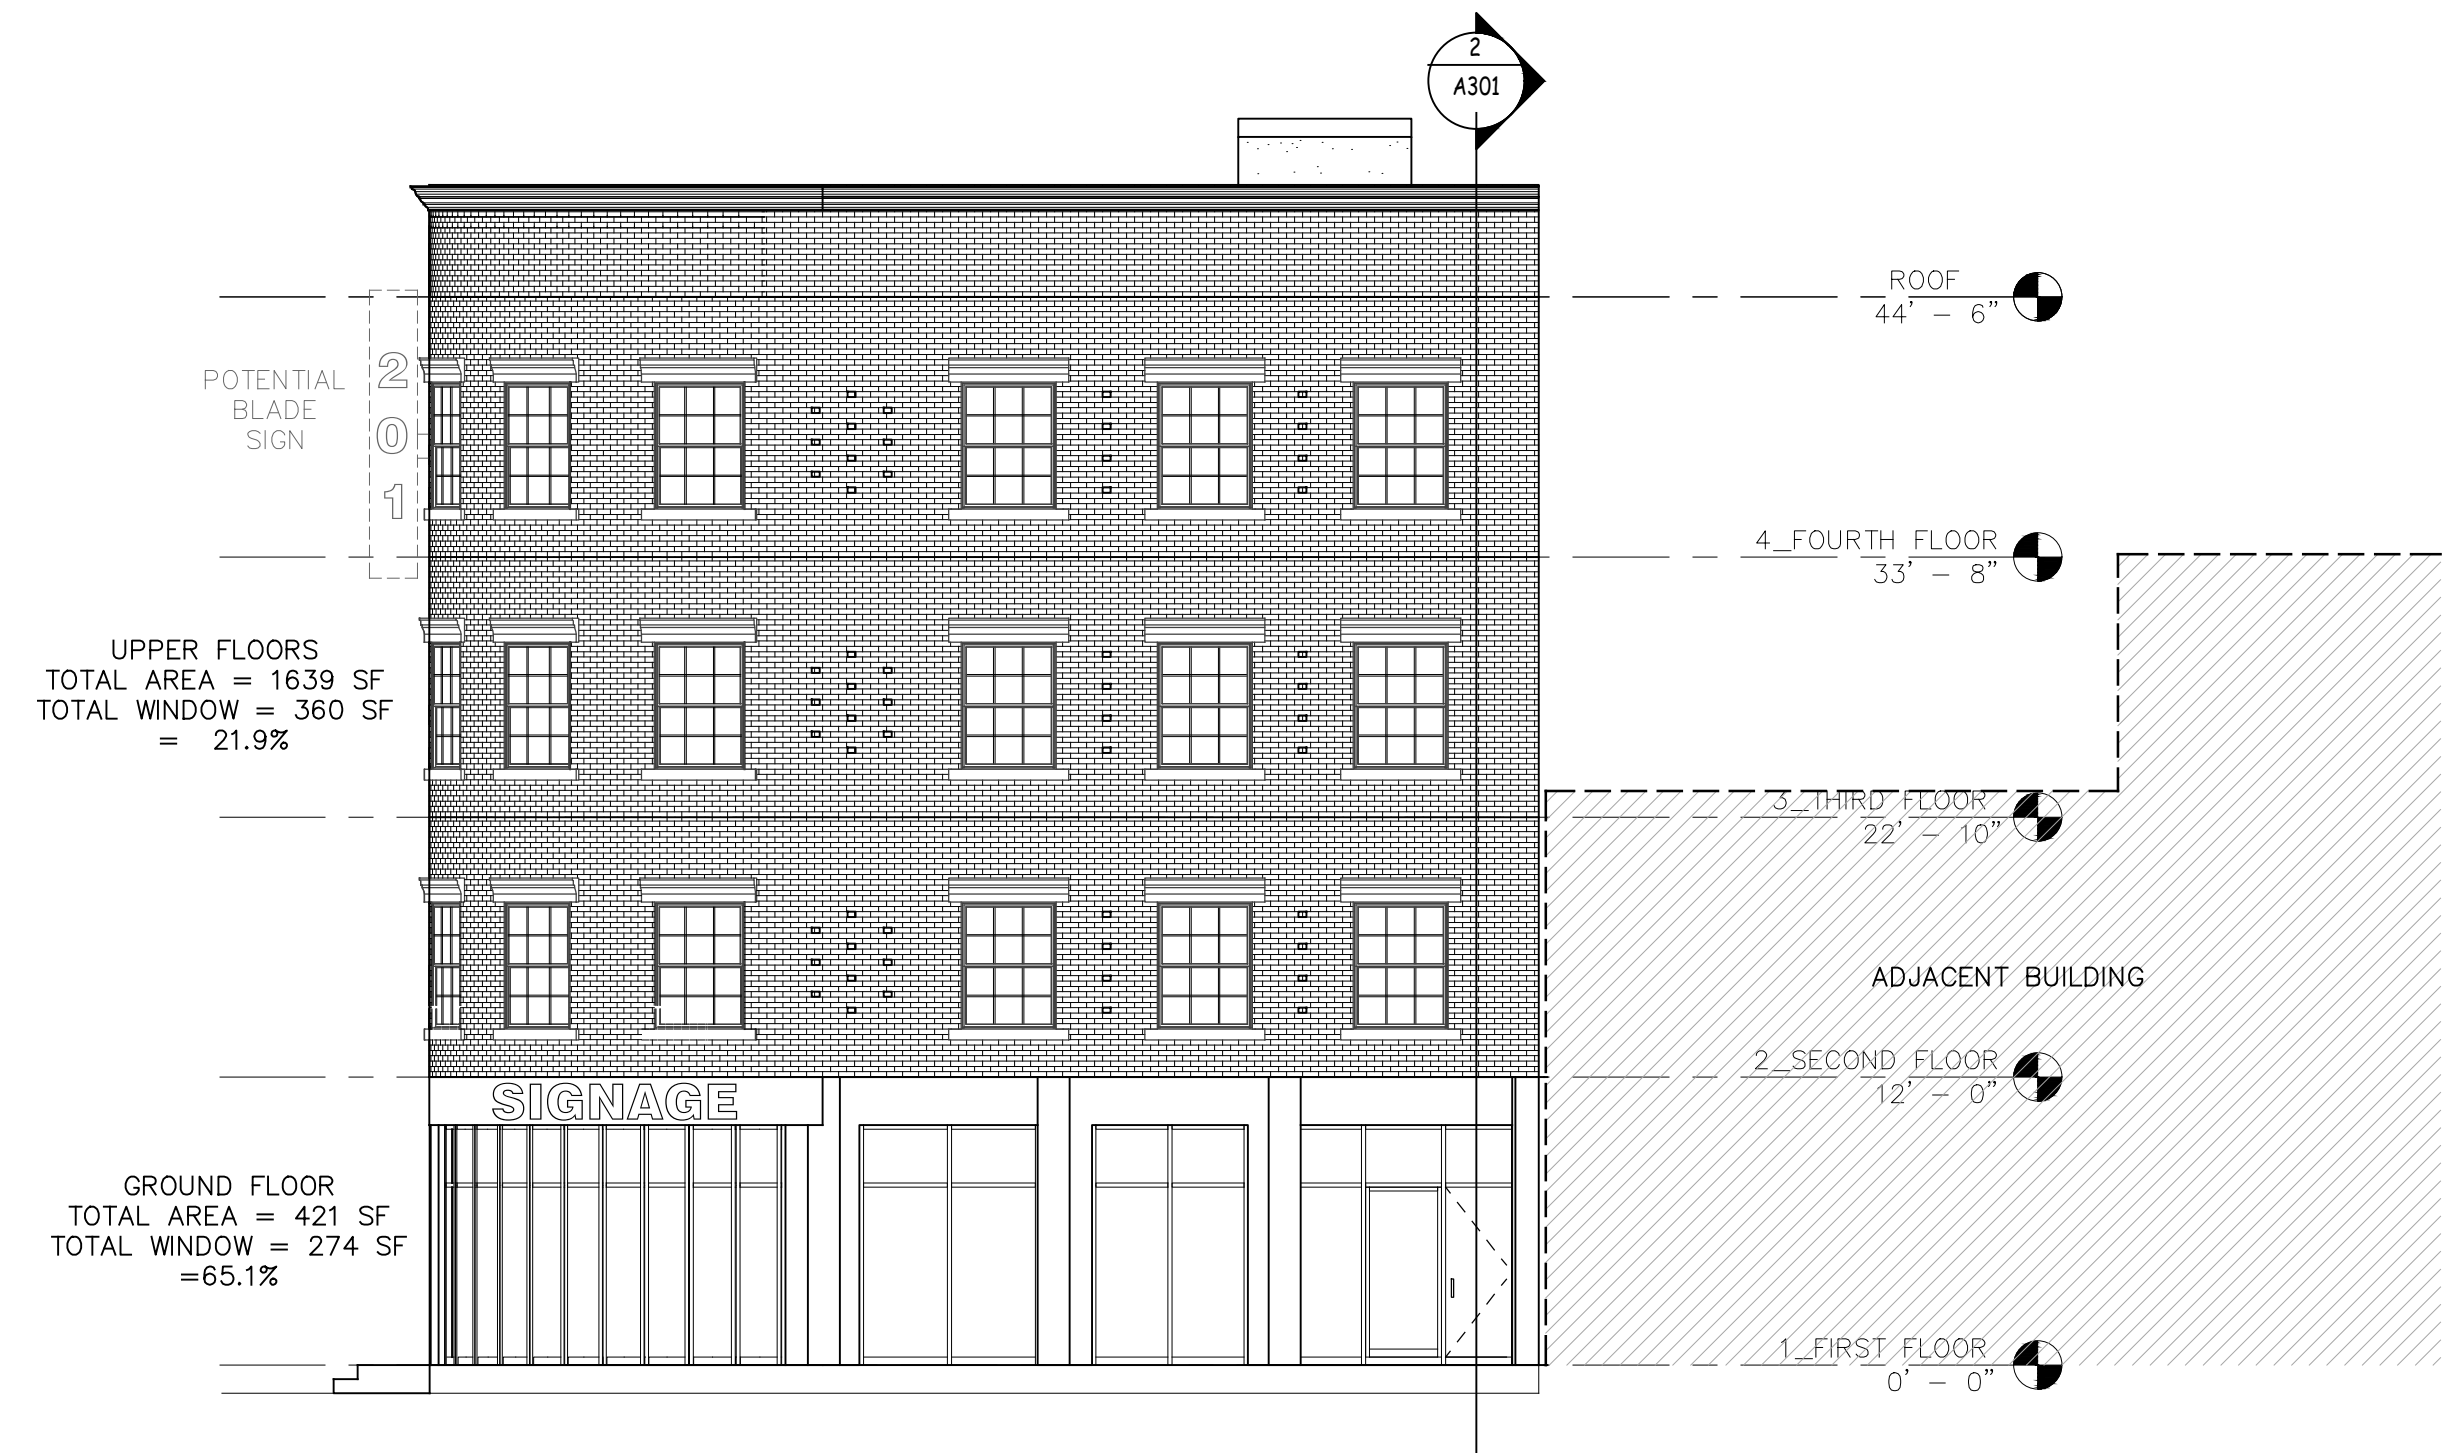 2
A301
ROOF
44' - 6"
POTENTIAL
BLADE
SIGN
2
0
1
4_FOURTH FLOOR
33' - 8"
UPPER FLOORS
TOTAL AREA = 1639 SF
TOTAL WINDOW = 360 SF
= 21.9%
3_THIRD FLOOR
22' - 10"
ADJACENT BUILDING
2_SECOND FLOOR
12' - 0"
SIGNAGE
GROUND FLOOR
TOTAL AREA = 421 SF
TOTAL WINDOW = 274 SF
=65.1%
1_FIRST FLOOR
0' - 0"